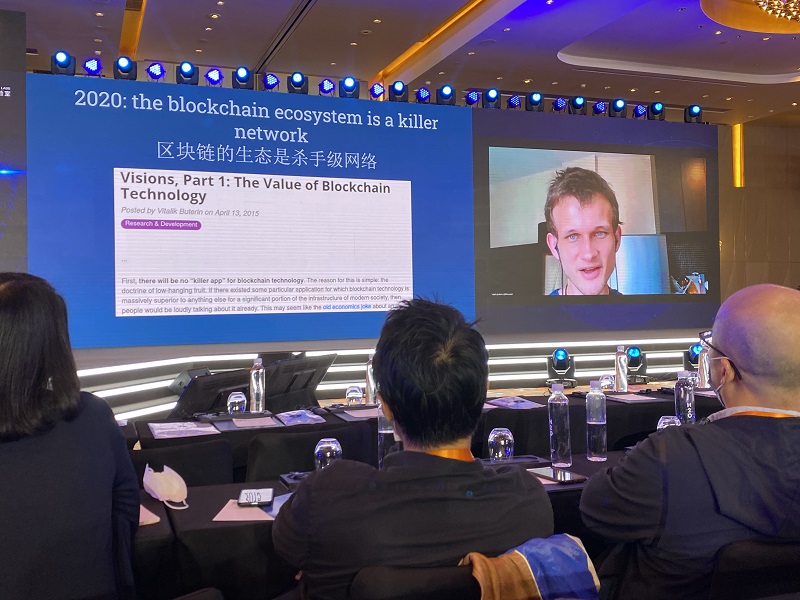 2020: the blockchain ecosystem is a killer
network
区块链的生态是杀手级网络
Visions, Part 1: The Value of Blockchain
Technology
Posted by Vitalik Buterin on April 13, 2015
Research & Development
...
First, there will be no "killer app" for blockchain technology. The reason for this is simple: the
doctrine of low-hanging fruit. If there existed some particular application for which blockchain technology is
massively superior to anything else for a significant portion of the infrastructure of modern society, then
people would be loudly talking about it already. This may seem like the old economics joke about
H2O